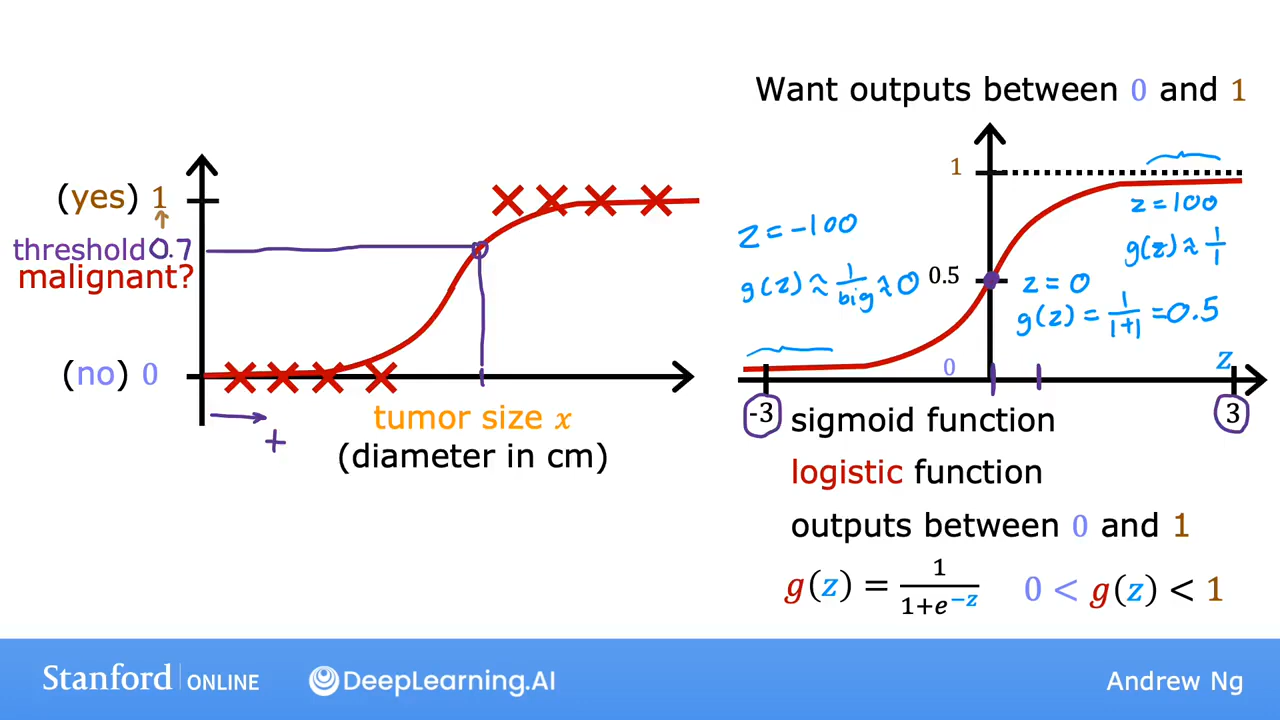 Want outputs between 0 and 1
(yes) 1
threshold 0.7
malignant?
(no) 0
+
tumor size x
(diameter in cm)
1
z = -100
g(z) ≈ 1/big ≈ 0
0.5
z = 100
g(z) ≈ 1/1
z = 0
g(z) = 1/1+1 = 0.5
0
z
-3
3
sigmoid function
logistic function
outputs between 0 and 1
g(z) = 1/1+e^-z 0 < g(z) < 1
Stanford ONLINE
DeepLearning.AI
Andrew Ng